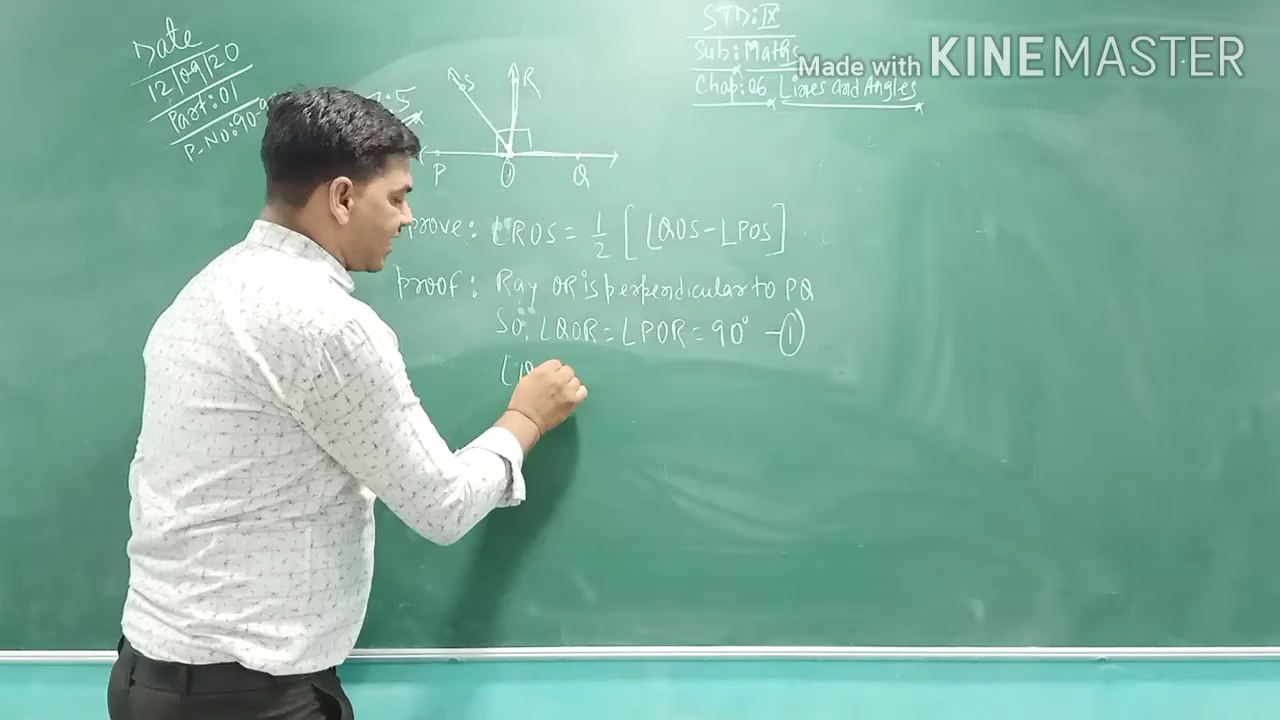 Date
12/09/20
Part:01
P.NO:90-9
STD:IX
Sub: Maths
Chap:06 Lines and Angles
Made with KINEMASTER
:5
S R
P O Q
prove: ∠ROS = 1/2 [∠QOS - ∠POS]
proof: Ray OR is perpendicular to PQ
So, ∠QOR = ∠POR = 90° -①